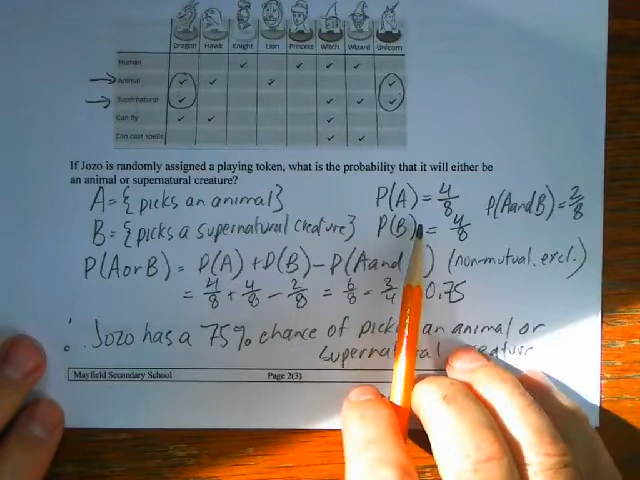 Dragon Hawk Knight Lion Princess Witch Wizard Unicorn
Human ✓ ✓ ✓ ✓
Animal ✓ ✓ ✓ ✓
Supernatural ✓ ✓ ✓ ✓
Can fly ✓ ✓ ✓
Can cast spells ✓ ✓
If Jozo is randomly assigned a playing token, what is the probability that it will either be
an animal or supernatural creature?
A = {picks an animal} P(A) = 4/8 P(A and B) = 2/8
B = {picks a supernatural creature} P(B) = 4/8
P(A or B) = P(A) + P(B) - P(A and ) (non-mutual. excl.)
= 4/8 + 4/8 - 2/8 = 6/8 = 3/4 0.75
∴ Jozo has a 75% chance of pick an animal or
supernatural creature
Mayfield Secondary School Page 2(3)